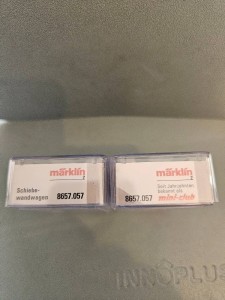 märklin
Z
Schiebe-
wandwagen
8657.057
märklin
Z
8657.057
Seit Jahrzehnten
bekannt als
mini-club
INNOPLUS